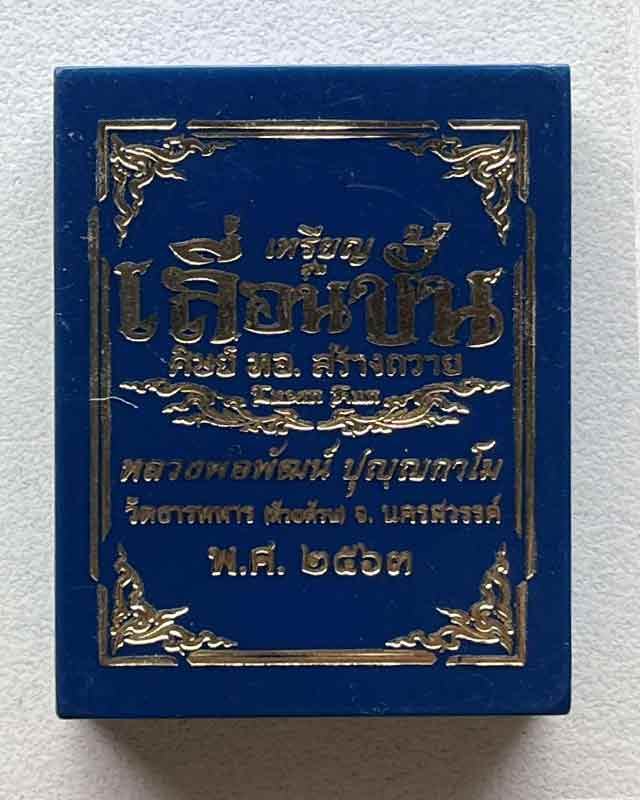 เหรียญ
รุ่น
เลื่อนขั้น
ศิษย์ ทอ. สร้างถวาย
หลวงพ่อพัฒน์ ปุญฺญกาโม
วัดธารทหาร (ห้วยด้วน) จ. นครสวรรค์
พ.ศ. ๒๕๖๓